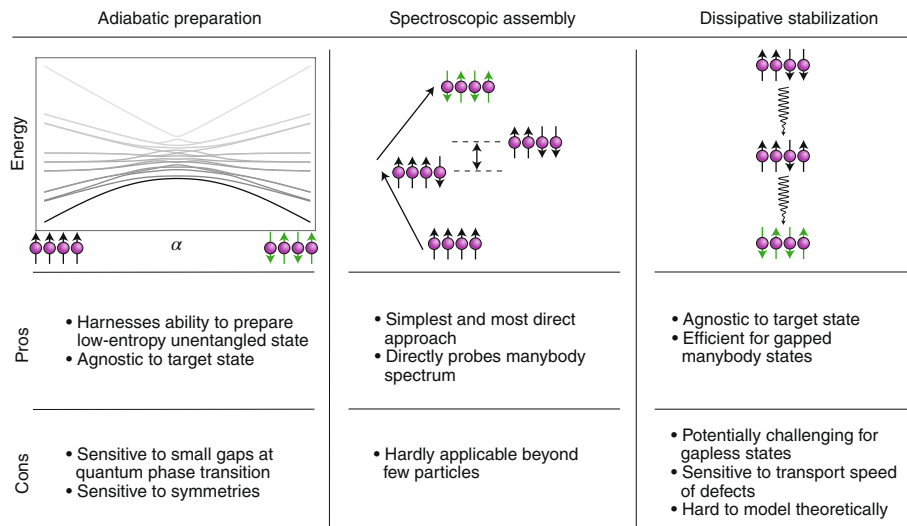 Adiabatic preparation
Spectroscopic assembly
Dissipative stabilization
Energy
α
Pros
• Harnesses ability to prepare
low-entropy unentangled state
• Agnostic to target state
• Simplest and most direct
approach
• Directly probes manybody
spectrum
• Agnostic to target state
• Efficient for gapped
manybody states
Cons
• Sensitive to small gaps at
quantum phase transition
• Sensitive to symmetries
• Hardly applicable beyond
few particles
• Potentially challenging for
gapless states
• Sensitive to transport speed
of defects
• Hard to model theoretically